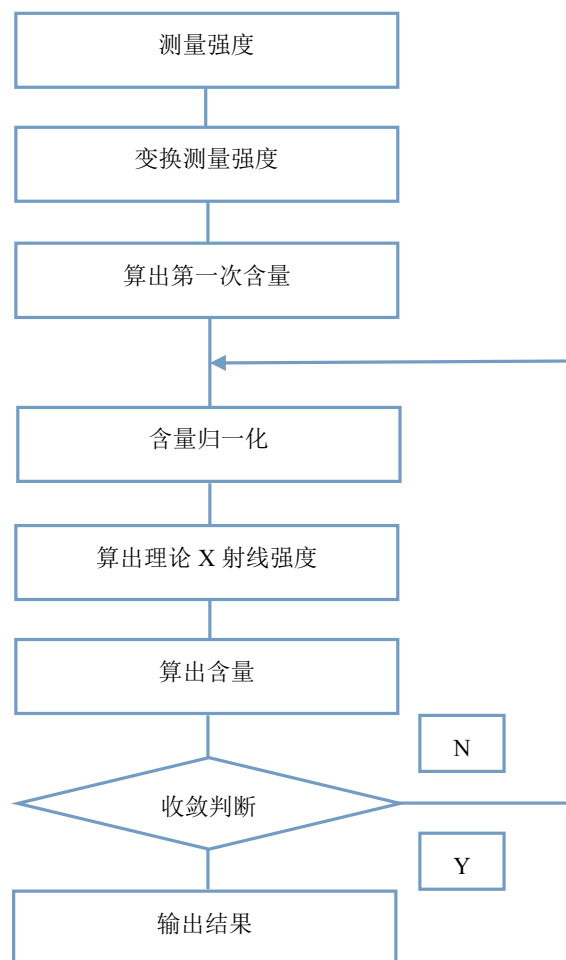 测量强度
变换测量强度
算出第一次含量
含量归一化
算出理论 X 射线强度
算出含量
N
收敛判断
Y
输出结果